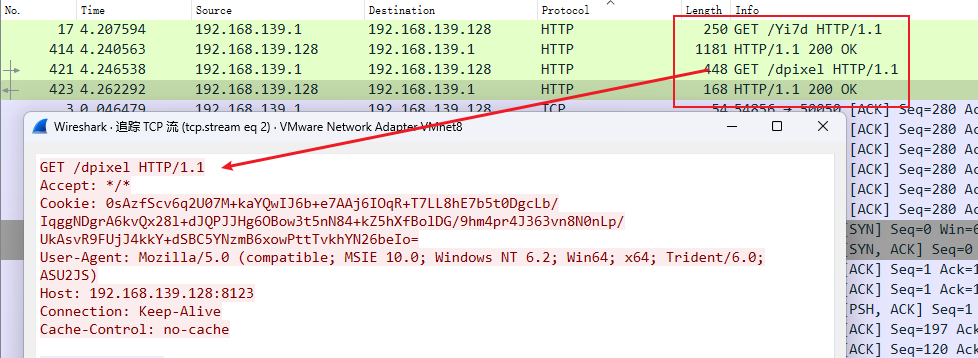 No. Time Source Destination Protocol Length Info
17 4.207594 192.168.139.1 192.168.139.128 HTTP 250 GET /Yi7d HTTP/1.1
414 4.240563 192.168.139.128 192.168.139.1 HTTP 1181 HTTP/1.1 200 OK
421 4.246538 192.168.139.1 192.168.139.128 HTTP 448 GET /dpixel HTTP/1.1
423 4.262292 192.168.139.128 192.168.139.1 HTTP 168 HTTP/1.1 200 OK
3 0.046479 192.168.139.1 192.168.139.128 TCP 54 54856 → 50050 [ACK] Seq=280 Ac
[ACK] Seq=280 Ac
Wireshark · 追踪 TCP 流 (tcp.stream eq 2) · VMware Network Adapter VMnet8
[ACK] Seq=280 Ac
[ACK] Seq=280 Ac
GET /dpixel HTTP/1.1
[ACK] Seq=280 Ac
Accept: */*
[ACK] Seq=280 Ac
Cookie: 0sAzfScv6q2U07M+kaYQwIJ6b+e7AAj6IOqR+T7LL8hE7b5t0DgcLb/
IqggNDgrA6kvQx28l+dJQPJJHg6OBow3t5nN84+kZ5hXfBolDG/9hm4pr4J363vn8N0nLp/
[SYN] Seq=0 Win=6
UkAsvR9FUjJ4kkY+dSBC5YNzmB6xowPttTvkhYN26beIo=
[SYN, ACK] Seq=0
User-Agent: Mozilla/5.0 (compatible; MSIE 10.0; Windows NT 6.2; Win64; x64; Trident/6.0;
[ACK] Seq=1 Ack=1
ASU2JS)
[ACK] Seq=1 Ack=1
Host: 192.168.139.128:8123
[PSH, ACK] Seq=1
Connection: Keep-Alive
[ACK] Seq=197 Ack
Cache-Control: no-cache
[ACK] Seq=120 Ack